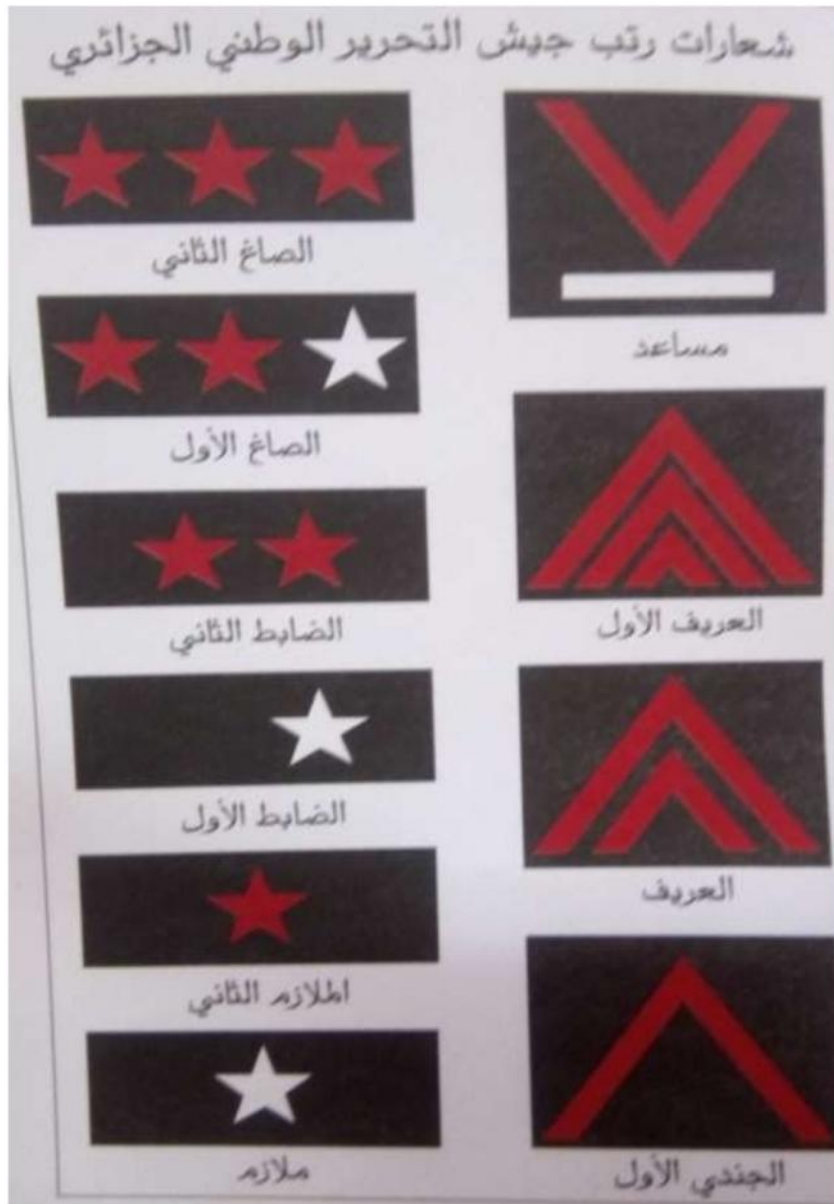 شعارات رتب جيش التحرير الوطني الجزائري
مساعد
العريف الأول
العريف
الجندي الأول
الصاغ الثاني
الصاغ الأول
الضابط الثاني
الضابط الأول
الملازم الثاني
ملازم